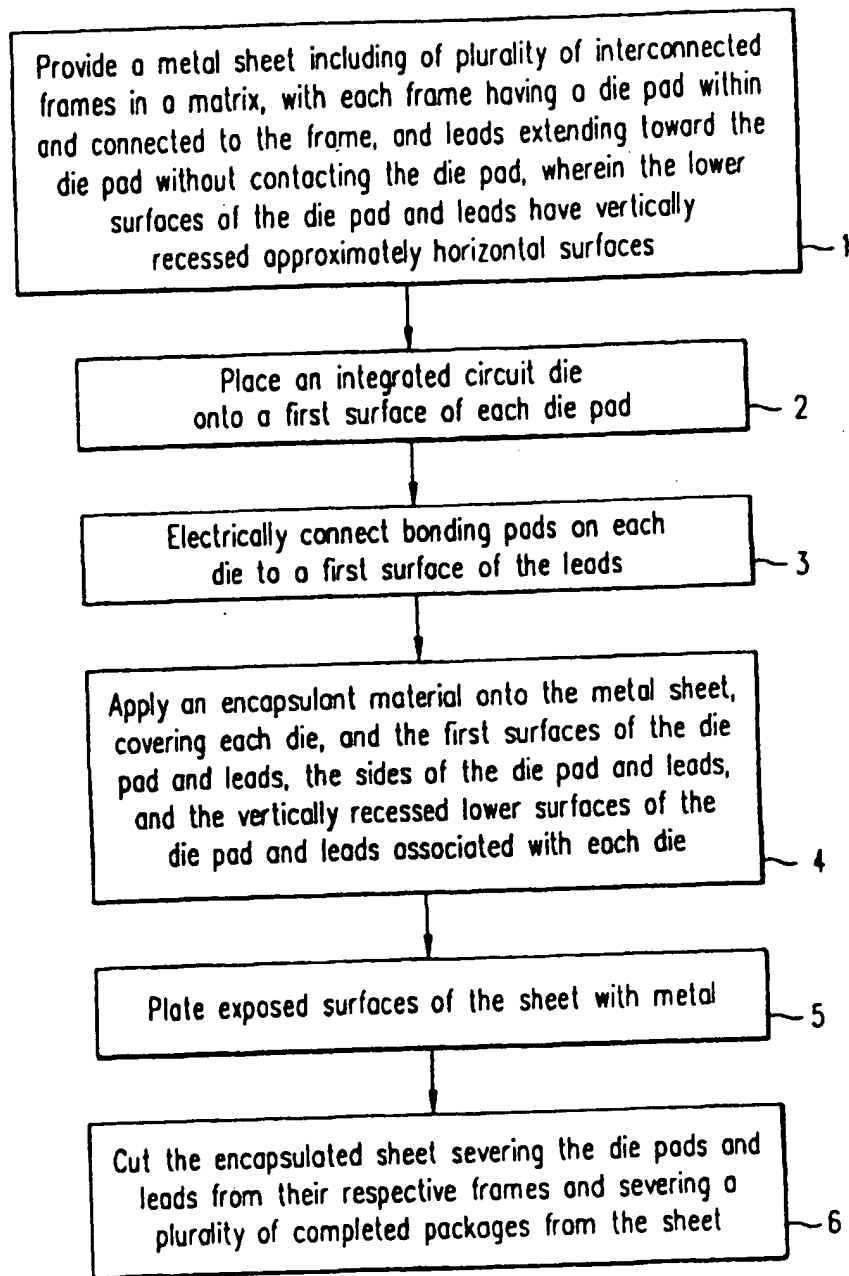 Provide a metal sheet including of plurality of interconnected
frames in a matrix, with each frame having a die pad within
and connected to the frame, and leads extending toward the
die pad without contacting the die pad, wherein the lower
surfaces of the die pad and leads have vertically
recessed approximately horizontal surfaces
1
Place an integrated circuit die
onto a first surface of each die pad
2
Electrically connect bonding pads on each
die to a first surface of the leads
3
Apply an encapsulant material onto the metal sheet,
covering each die, and the first surfaces of the die
pad and leads, the sides of the die pad and leads,
and the vertically recessed lower surfaces of the
die pad and leads associated with each die
4
Plate exposed surfaces of the sheet with metal
5
Cut the encapsulated sheet severing the die pads and
leads from their respective frames and severing a
plurality of completed packages from the sheet
6